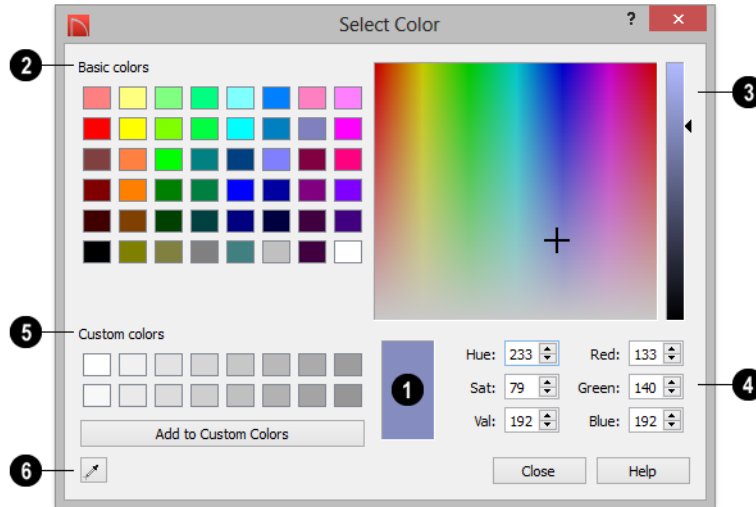 Select Color
?
2
Basic colors
3
5
Custom colors
1
Hue: 233 Red: 133
Sat: 79 Green: 140
Val: 192 Blue: 192
4
Add to Custom Colors
6
Close Help